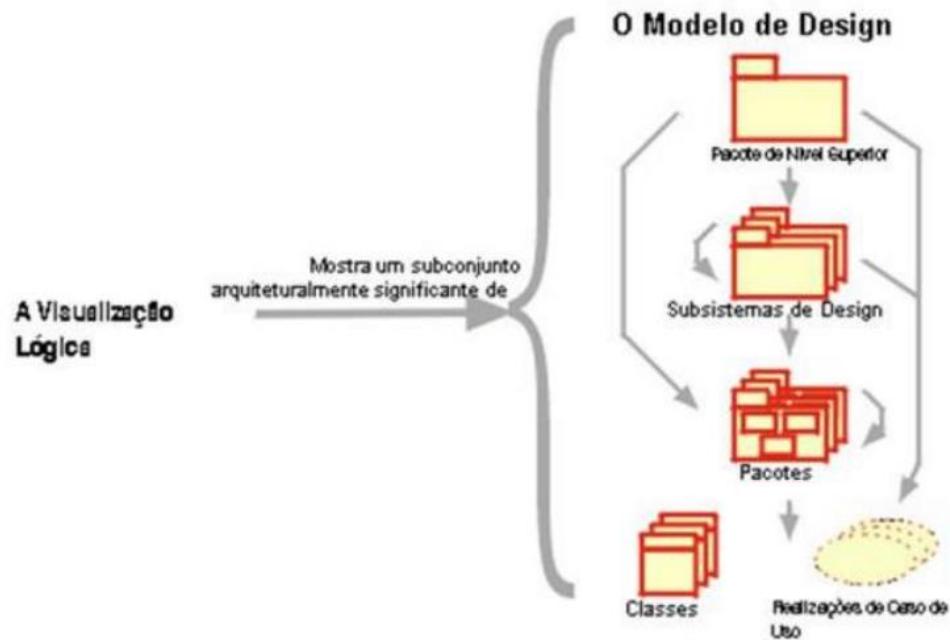 O Modelo de Design
Pacote de Nível Superior
Mostra um subconjunto
arquiteturalmente significante de
A Visualização
Lógica
Subsistemas de Design
Pacotes
Classes
Realizações de Caso de
Uso